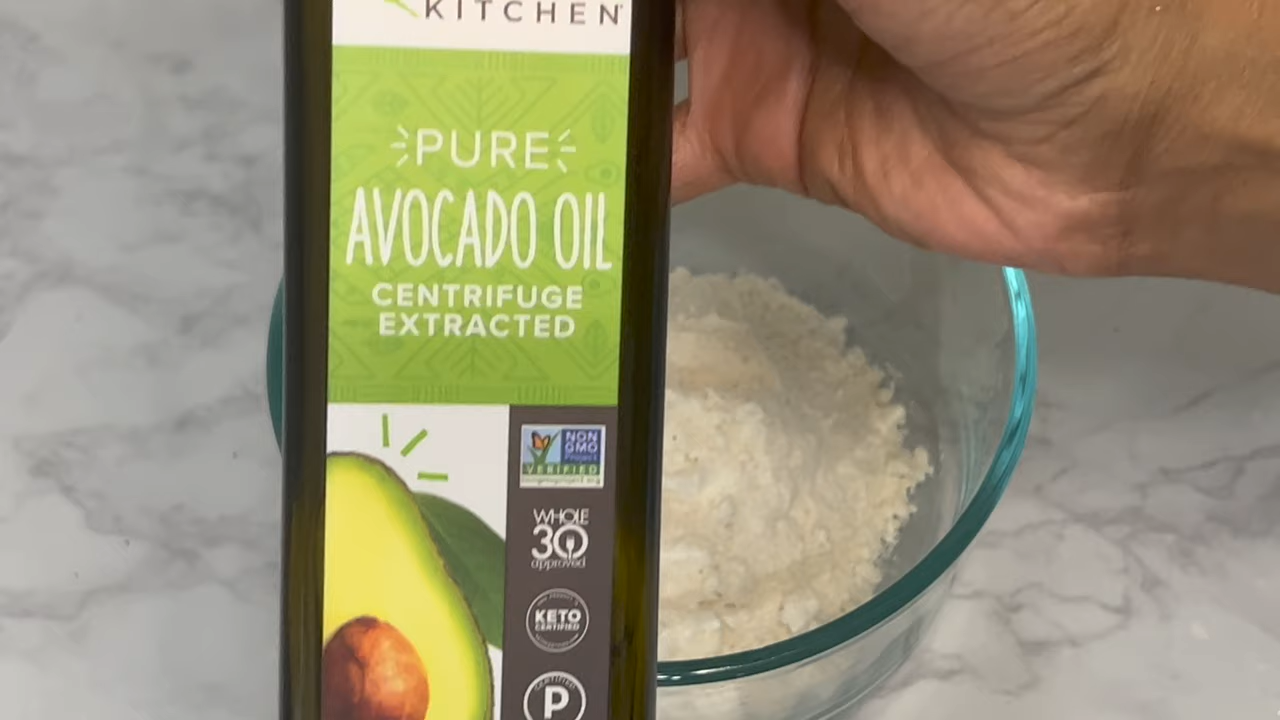 KITCHEN
PURE
AVOCADO OIL
CENTRIFUGE
EXTRACTED
NON
GMO
Project
VERIFIED
WHOLE
30
approved
KETO
CERTIFIED
P